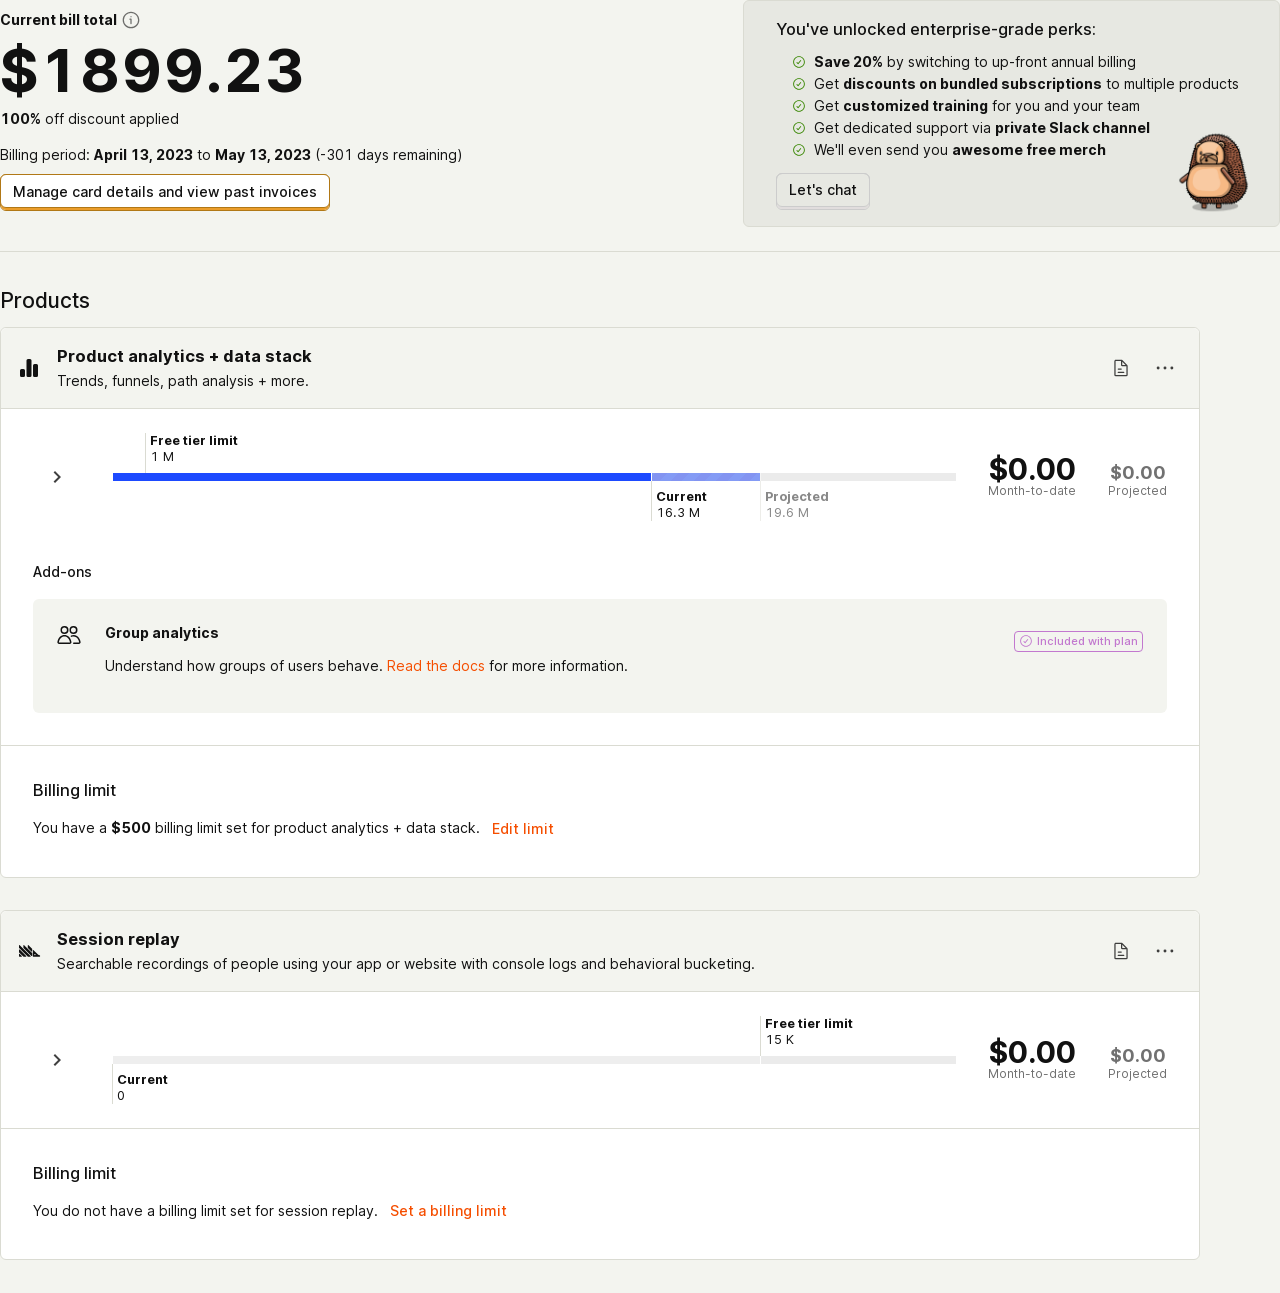 Current bill total
$1899.23
100% off discount applied
Billing period: April 13, 2023 to May 13, 2023 (-301 days remaining)
Manage card details and view past invoices
You've unlocked enterprise-grade perks:
Save 20% by switching to up-front annual billing
Get discounts on bundled subscriptions to multiple products
Get customized training for you and your team
Get dedicated support via private Slack channel
We'll even send you awesome free merch
Let's chat
Products
Product analytics + data stack
Trends, funnels, path analysis + more.
Free tier limit
1 M
Current
16.3 M
Projected
19.6 M
$0.00
Month-to-date
$0.00
Projected
Add-ons
Group analytics
Included with plan
Understand how groups of users behave. Read the docs for more information.
Billing limit
You have a $500 billing limit set for product analytics + data stack. Edit limit
Session replay
Searchable recordings of people using your app or website with console logs and behavioral bucketing.
Free tier limit
15 K
Current
0
$0.00
Month-to-date
$0.00
Projected
Billing limit
You do not have a billing limit set for session replay. Set a billing limit